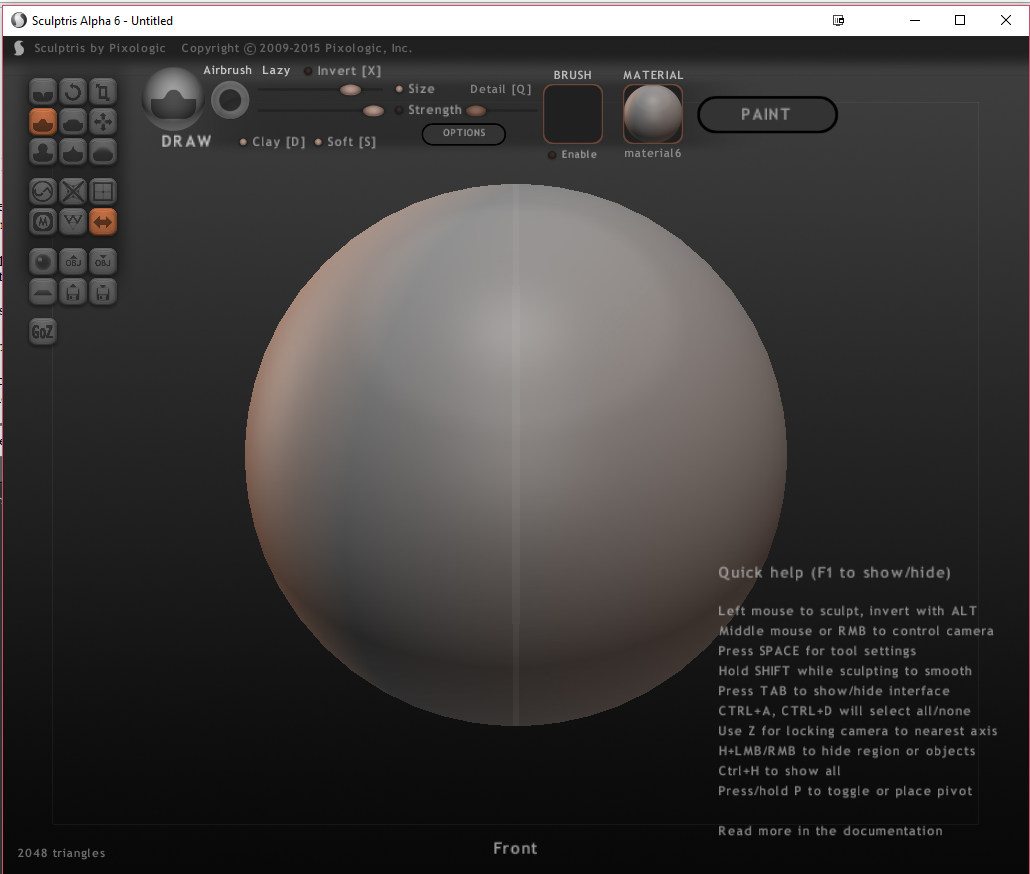 Sculptris Alpha 6 - Untitled
Sculptris by Pixologic Copyright © 2009-2015 Pixologic, Inc.
Airbrush Lazy Invert [X]
BRUSH MATERIAL
Size Detail [Q]
Strength
PAINT
OPTIONS
DRAW Clay [D] Soft [S]
Enable material6
OBJ OBJ
GoZ
Quick help (F1 to show/hide)
Left mouse to sculpt, invert with ALT
Middle mouse or RMB to control camera
Press SPACE for tool settings
Hold SHIFT while sculpting to smooth
Press TAB to show/hide interface
CTRL+A, CTRL+D will select all/none
Use Z for locking camera to nearest axis
H+LMB/RMB to hide region or objects
Ctrl+H to show all
Press/hold P to toggle or place pivot
Read more in the documentation
Front
2048 triangles